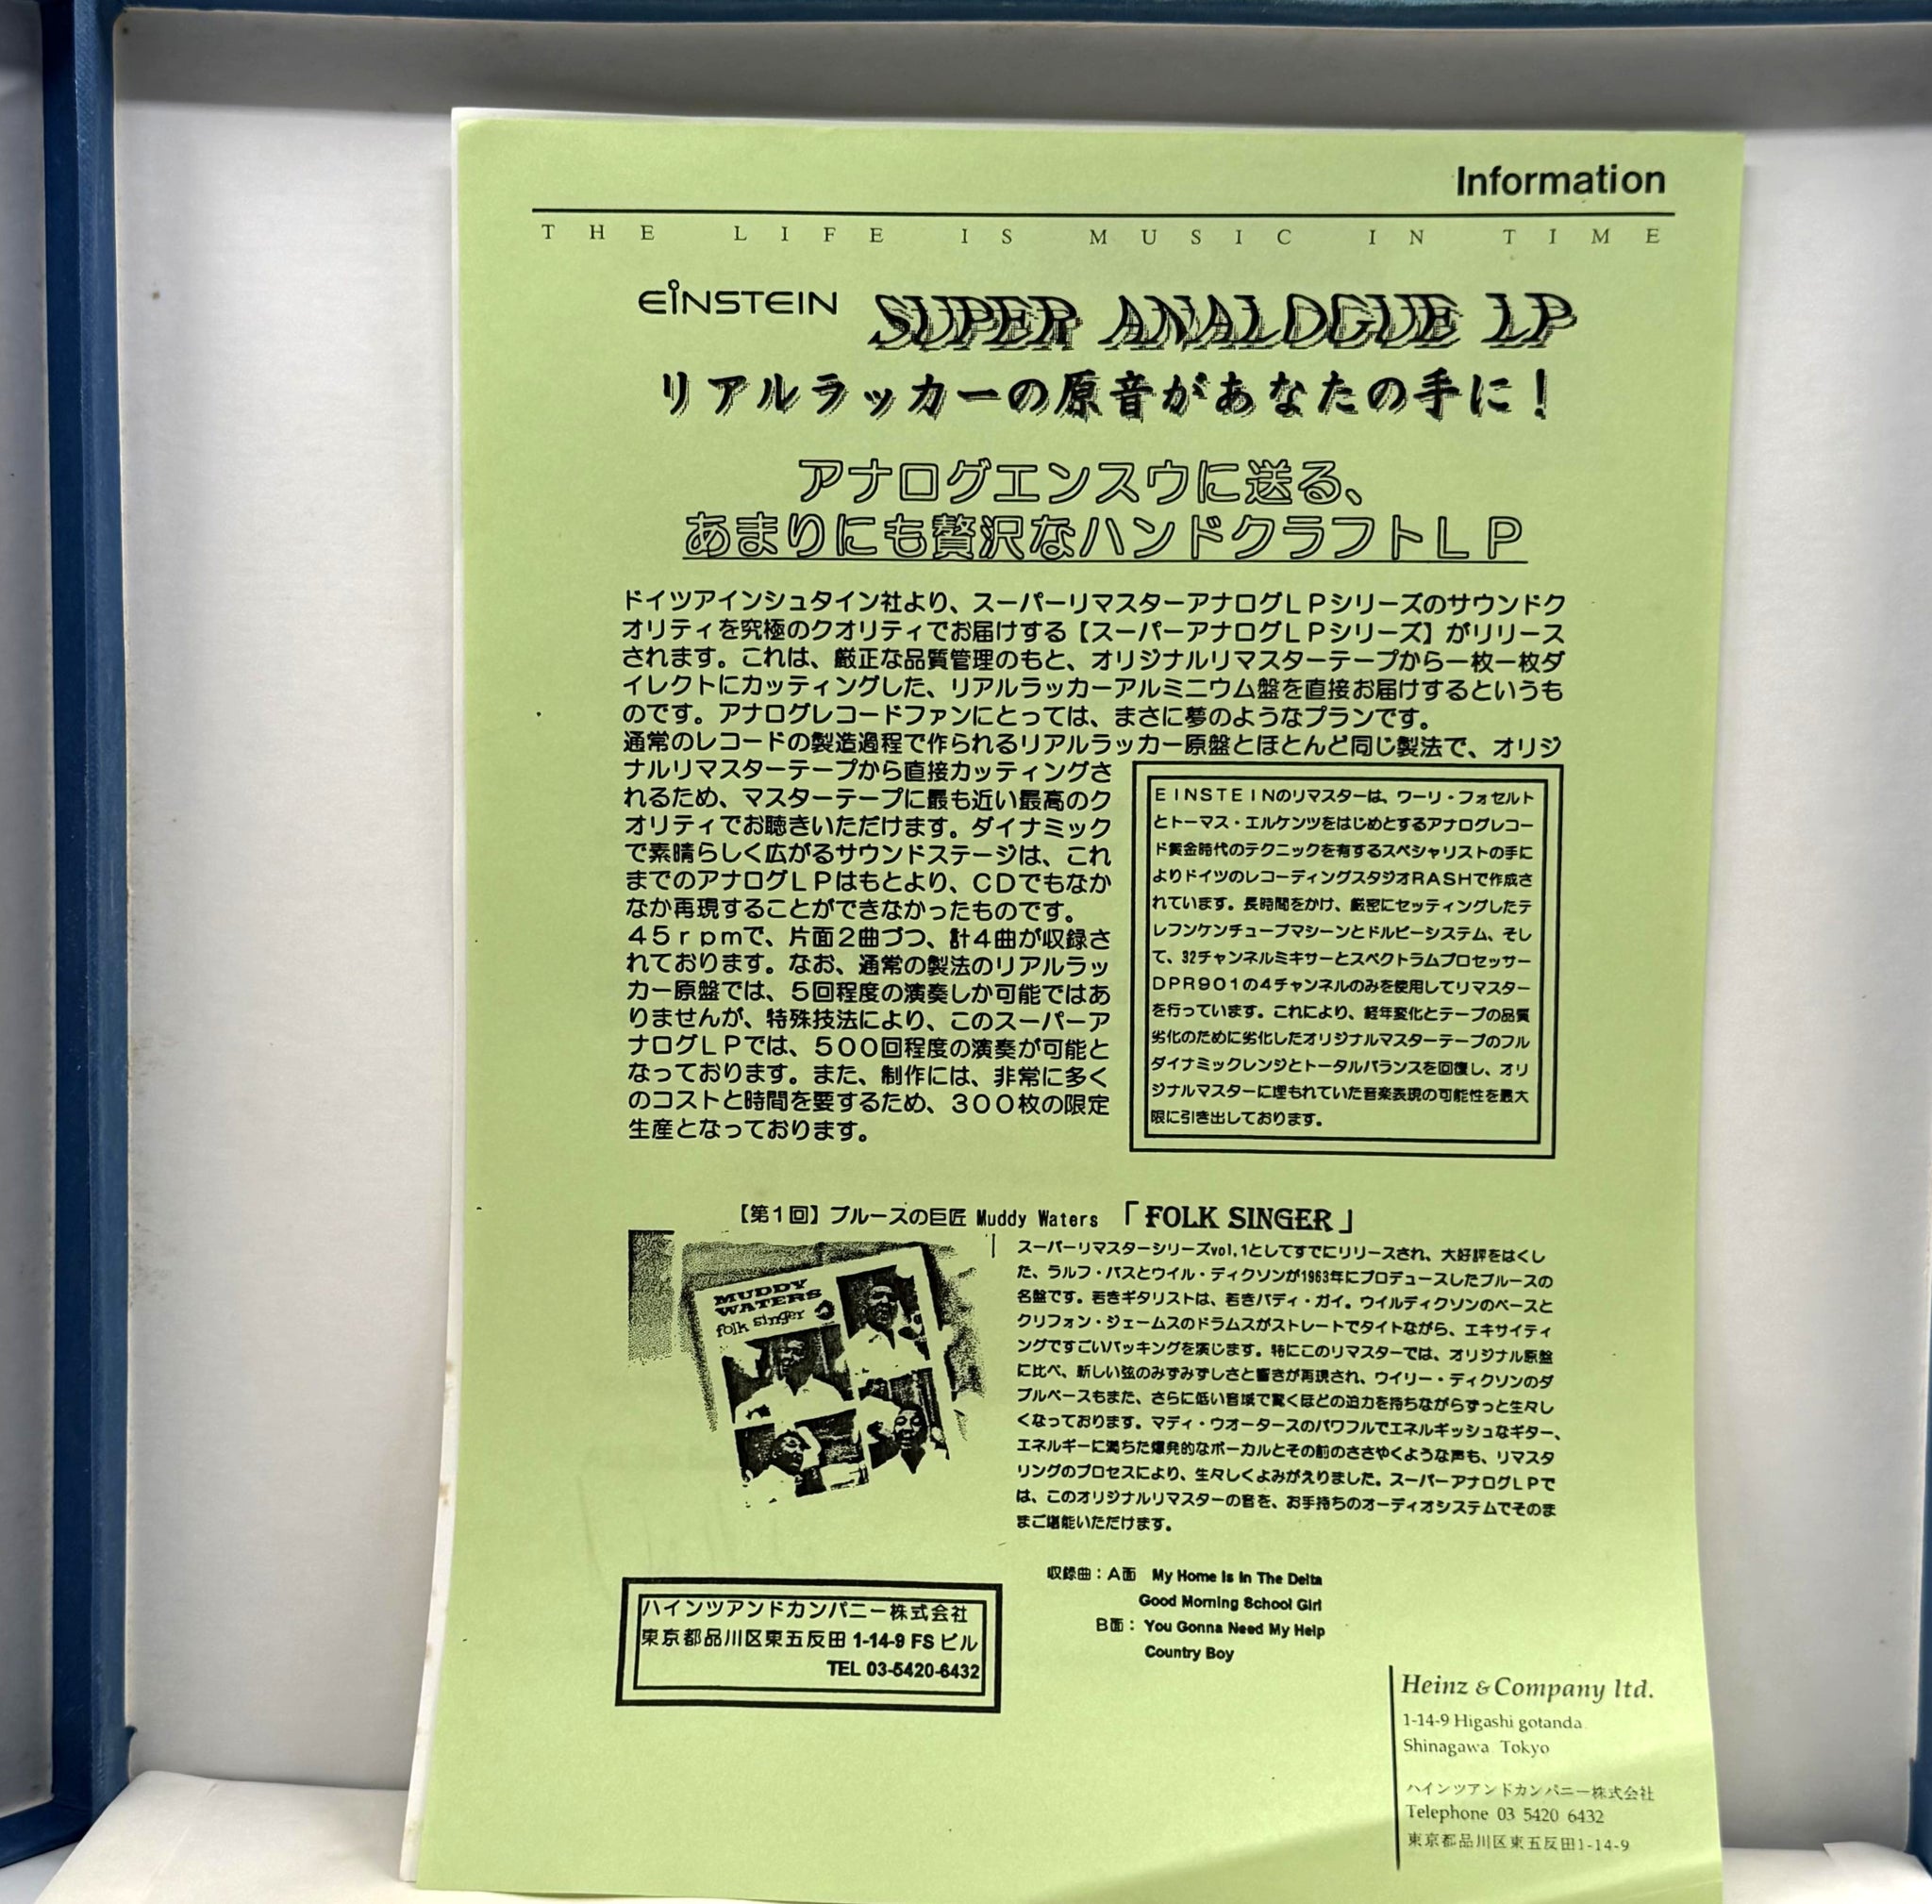 Information
THE LIFE IS MUSIC IN TIME
EINSTEIN SUPER ANALOGUE LP
リアルラッカーの原音があなたの手に！
アナログエンスウに送る、
あまりにも贅沢なハンドクラフトＬＰ
ドイツアインシュタイン社より、スーパーリマスターアナログＬＰシリーズのサウンドク
オリティを究極のクオリティでお届けする【スーパーアナログＬＰシリーズ】がリリース
されます。これは、厳正な品質管理のもと、オリジナルリマスターテープから一枚一枚ダ
イレクトにカッティングした、リアルラッカーアルミニウム盤を直接お届けするというも
のです。アナログレコードファンにとっては、まさに夢のようなプランです。
通常のレコードの製造過程で作られるリアルラッカー原盤とほとんど同じ製法で、オリジ
ナルリマスターテープから直接カッティングさ
れるため、マスターテープに最も近い最高のク
オリティでお聴きいただけます。ダイナミック
で素晴らしく広がるサウンドステージは、これ
までのアナログＬＰはもとより、ＣＤでもなか
なか再現することができなかったものです。
４５ｒｐｍで、片面２曲づつ、計４曲が収録さ
れております。なお、通常の製法のリアルラッ
カー原盤では、５回程度の演奏しか可能ではあ
りませんが、特殊技法により、このスーパーア
ナログＬＰでは、５００回程度の演奏が可能と
なっております。また、制作には、非常に多く
のコストと時間を要するため、３００枚の限定
生産となっております。
ＥＩＮＳＴＥＩＮのリマスターは、ワーリ・フォセルト
とトーマス・エルケンツをはじめとするアナログレコー
ド黄金時代のテクニックを有するスペシャリストの手に
よりドイツのレコーディングスタジオＲＡＳＨで作成さ
れています。長時間をかけ、厳密にセッティングしたテ
レフンケンチューブマシーンとドルビーシステム、そし
て、32チャンネルミキサーとスペクトラムプロセッサー
ＤＰＲ９０１の４チャンネルのみを使用してリマスター
を行っています。これにより、経年変化とテープの品質
劣化のために劣化したオリジナルマスターテープのフル
ダイナミックレンジとトータルバランスを回復し、オリ
ジナルマスターに埋もれていた音楽表現の可能性を最大
限に引き出しております。
【第１回】ブルースの巨匠 Muddy Waters 「FOLK SINGER」
MUDDY
WATERS
folk singer
スーパーリマスターシリーズvol,1としてすでにリリースされ、大好評をはくし
た、ラルフ・バスとウイル・ディクソンが1963年にプロデュースしたブルースの
名盤です。若きギタリストは、若きバディ・ガイ。ウイルディクソンのベースと
クリフォン・ジェームスのドラムスがストレートでタイトながら、エキサイティ
ングですごいバッキングを演じます。特にこのリマスターでは、オリジナル原盤
に比べ、新しい弦のみずみずしさと響きが再現され、ウイリー・ディクソンのダ
ブルベースもまた、さらに低い音域で驚くほどの迫力を持ちながらずっと生々し
くなっております。マディ・ウオータースのパワフルでエネルギッシュなギター、
エネルギーに満ちた爆発的なボーカルとその前のささやくような声も、リマスタ
リングのプロセスにより、生々しくよみがえりました。スーパーアナログＬＰで
は、このオリジナルリマスターの音を、お手持ちのオーディオシステムでそのま
まご堪能いただけます。
収録曲：Ａ面 My Home Is In The Delta
Good Morning School Girl
Ｂ面： You Gonna Need My Help
Country Boy
ハインツアンドカンパニー株式会社
東京都品川区東五反田 1-14-9 FS ビル
TEL 03-5420-6432
Heinz & Company ltd.
1-14-9 Higashi gotanda
Shinagawa Tokyo
ハインツアンドカンパニー株式会社
Telephone 03 5420 6432
東京都品川区東五反田1-14-9